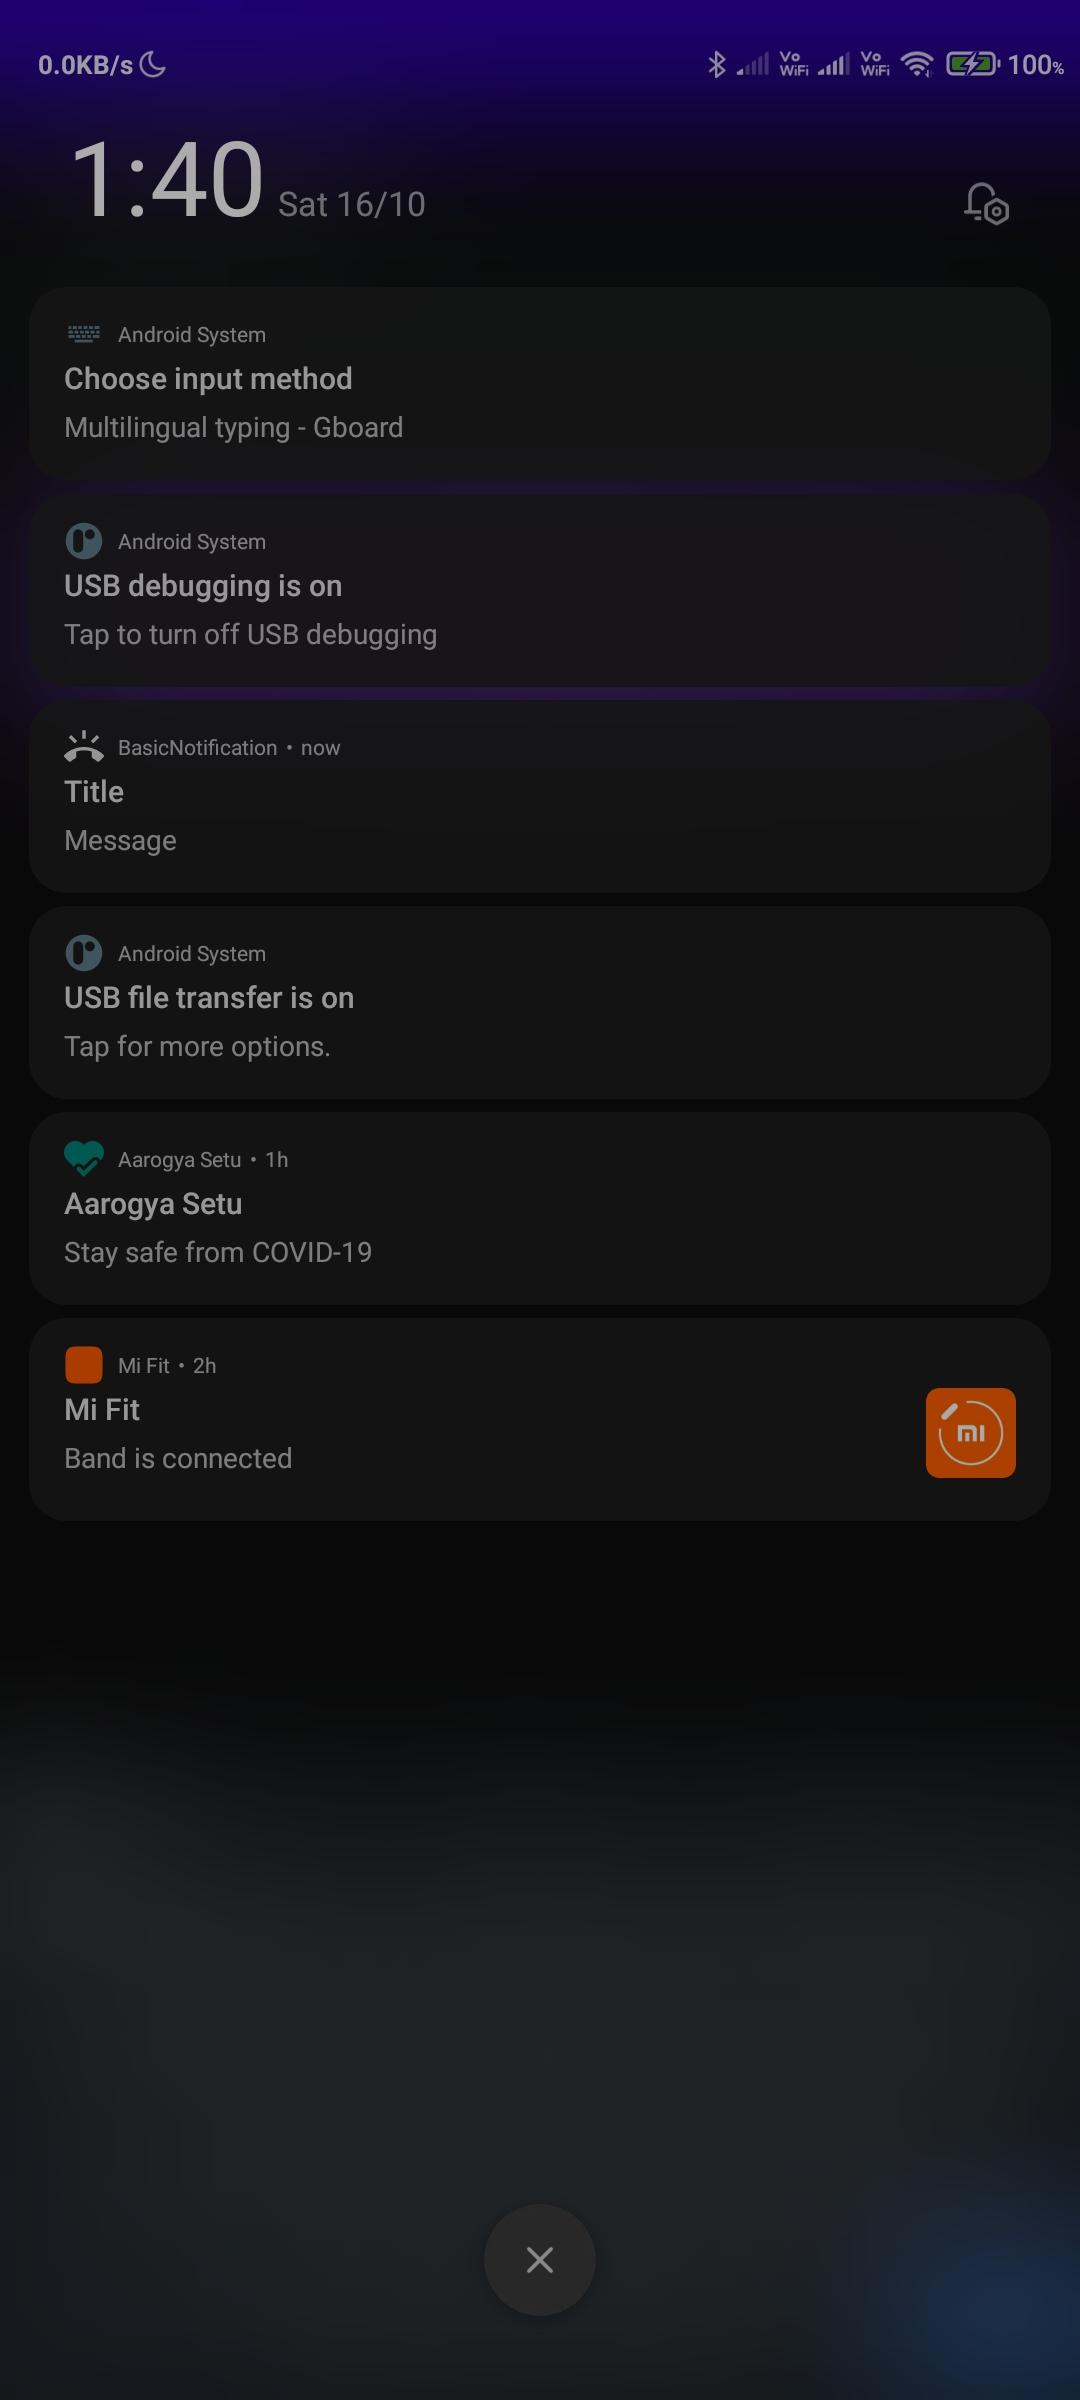 0.0KB/s
Vo
WiFi
Vo
WiFi
100%
1:40 Sat 16/10
Android System
Choose input method
Multilingual typing - Gboard
Android System
USB debugging is on
Tap to turn off USB debugging
BasicNotification • now
Title
Message
Android System
USB file transfer is on
Tap for more options.
Aarogya Setu • 1h
Aarogya Setu
Stay safe from COVID-19
Mi Fit • 2h
Mi Fit
Band is connected
mi